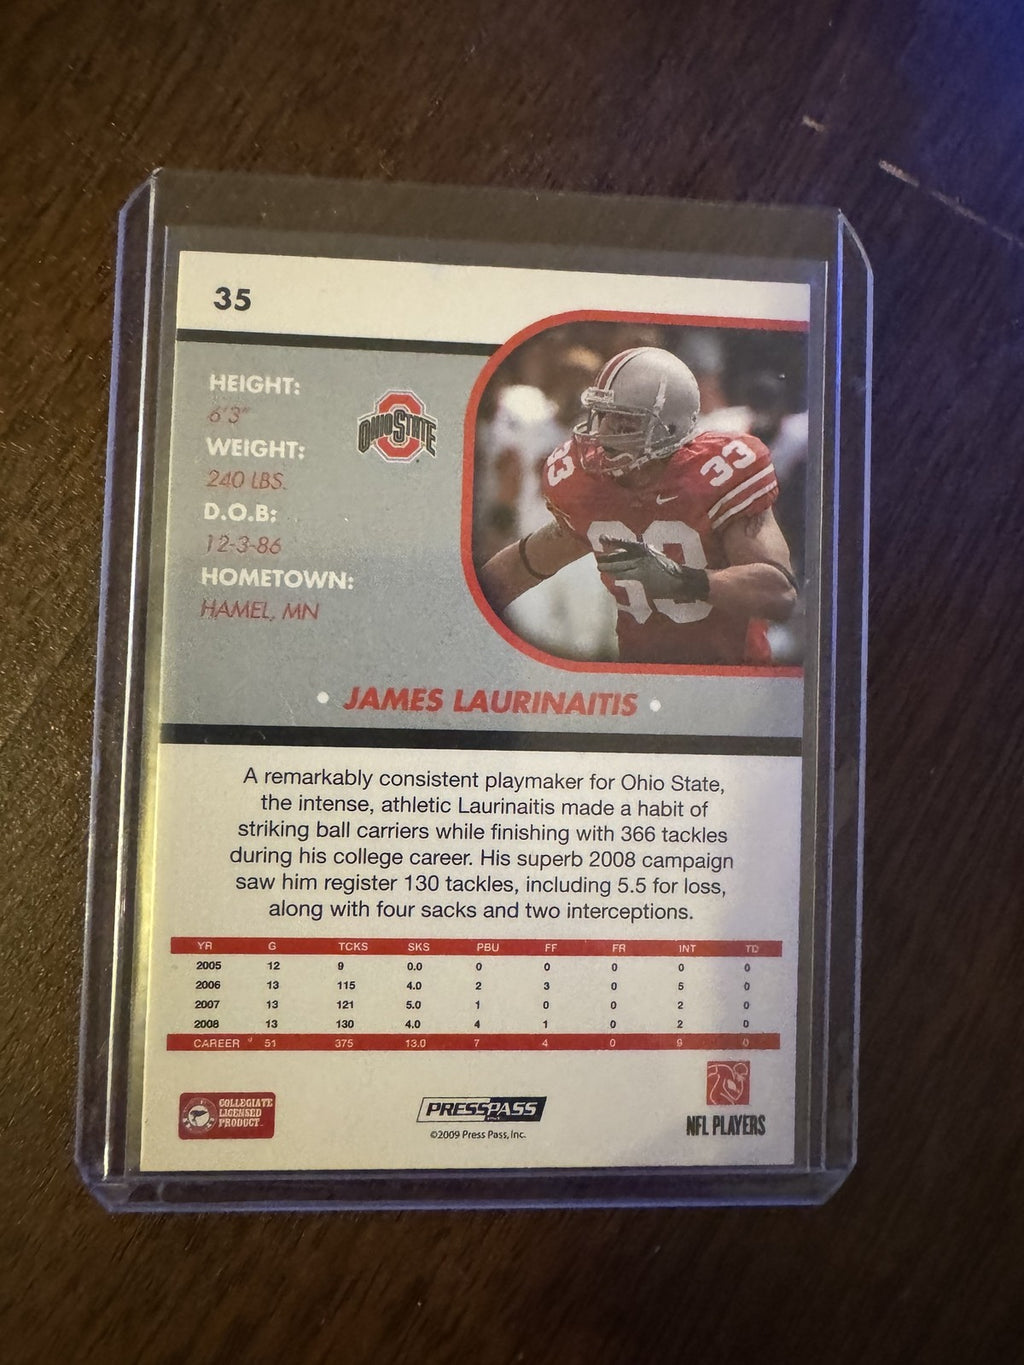 35
HEIGHT:
6'3"
WEIGHT:
240 LBS.
D.O.B:
12-3-86
HOMETOWN:
HAMEL, MN
OHIO STATE
33
33
33
• JAMES LAURINAITIS •
A remarkably consistent playmaker for Ohio State,
the intense, athletic Laurinaitis made a habit of
striking ball carriers while finishing with 366 tackles
during his college career. His superb 2008 campaign
saw him register 130 tackles, including 5.5 for loss,
along with four sacks and two interceptions.
YR G TCKS SKS PBU FF FR INT TD
2005 12 9 0.0 0 0 0 0 0
2006 13 115 4.0 2 3 0 5 0
2007 13 121 5.0 1 0 0 2 0
2008 13 130 4.0 4 1 0 2 0
CAREER 51 375 13.0 7 4 0 9 0
COLLEGIATE
LICENSED
PRODUCT
PRESSPASS
©2009 Press Pass, Inc.
NFL PLAYERS